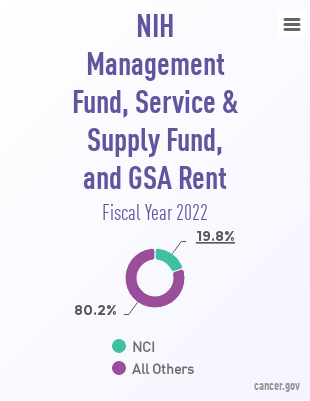 NIH
Management
Fund, Service &
Supply Fund,
and GSA Rent
Fiscal Year 2022
19.8%
80.2%
NCI
All Others
cancer.gov